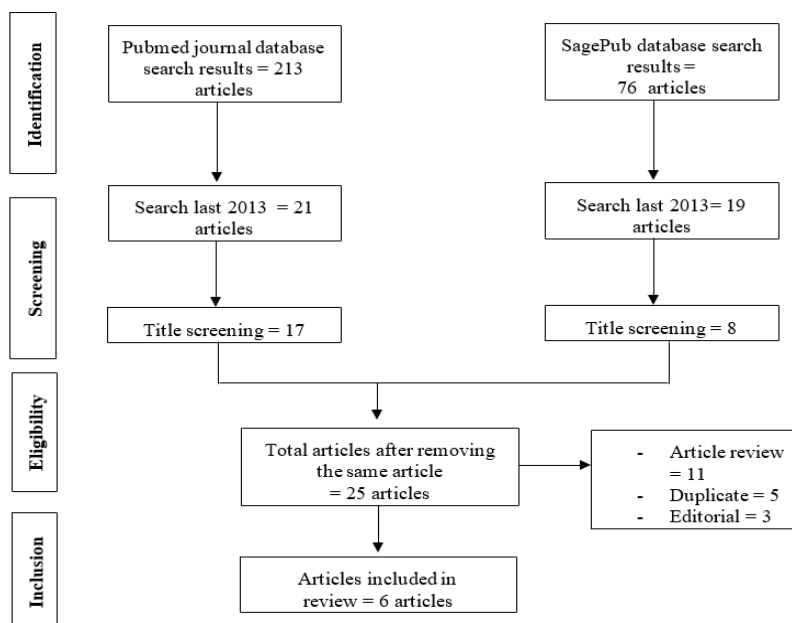 Identification
Pubmed journal database
search results = 213
articles
SagePub database search
results =
76 articles
Screening
Search last 2013 = 21
articles
Search last 2013= 19
articles
Title screening = 17
Title screening = 8
Eligibility
Total articles after removing
the same article
= 25 articles
- Article review
= 11
- Duplicate = 5
- Editorial = 3
Inclusion
Articles included in
review = 6 articles